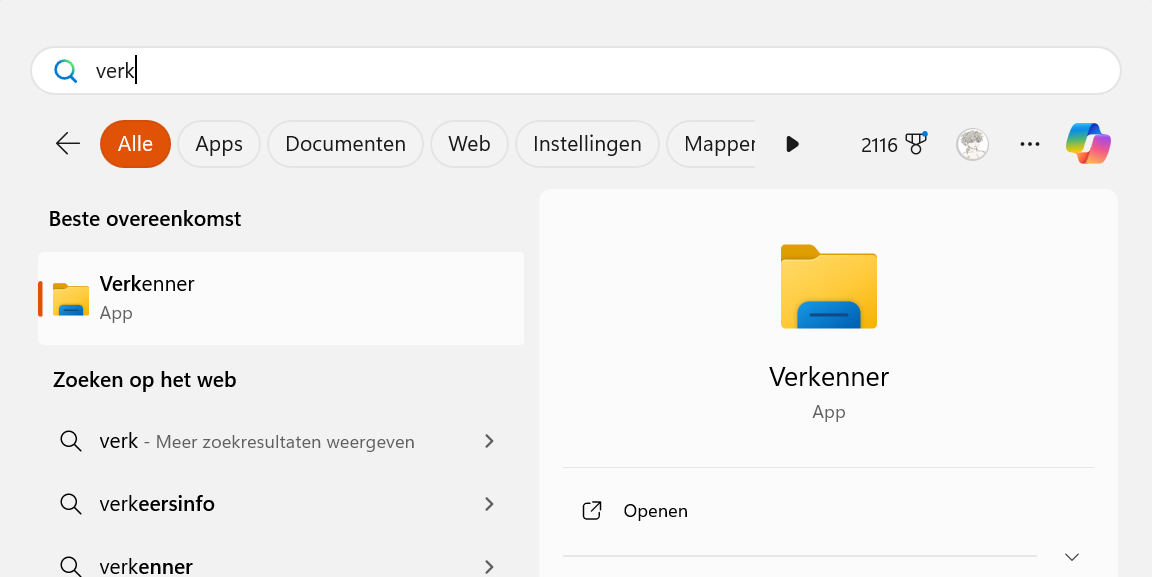 verk
Alle Apps Documenten Web Instellingen Mappen 2116
Beste overeenkomst
Verkenner
App
Zoeken op het web
verk - Meer zoekresultaten weergeven
verkeersinfo
verkenner
Verkenner
App
Openen